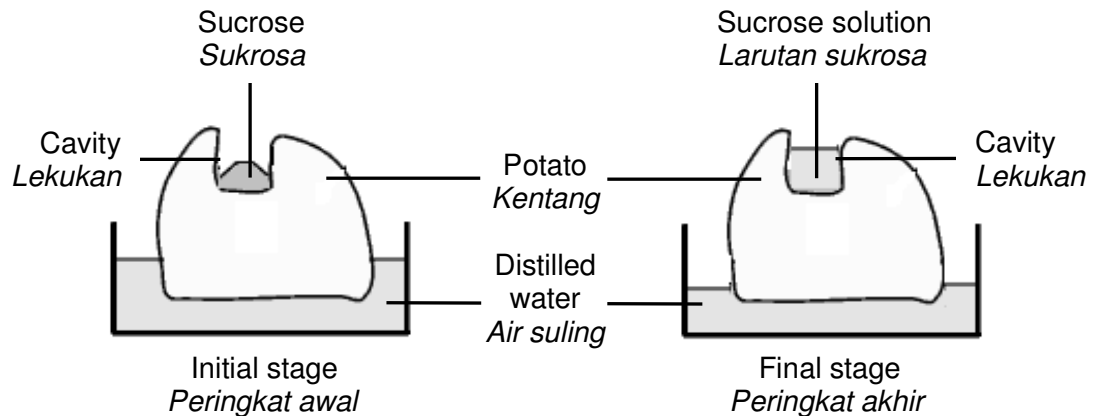 Sucrose
Sukrosa
Sucrose solution
Larutan sukrosa
Cavity
Lekukan
Potato
Kentang
Cavity
Lekukan
Distilled
water
Air suling
Initial stage
Peringkat awal
Final stage
Peringkat akhir